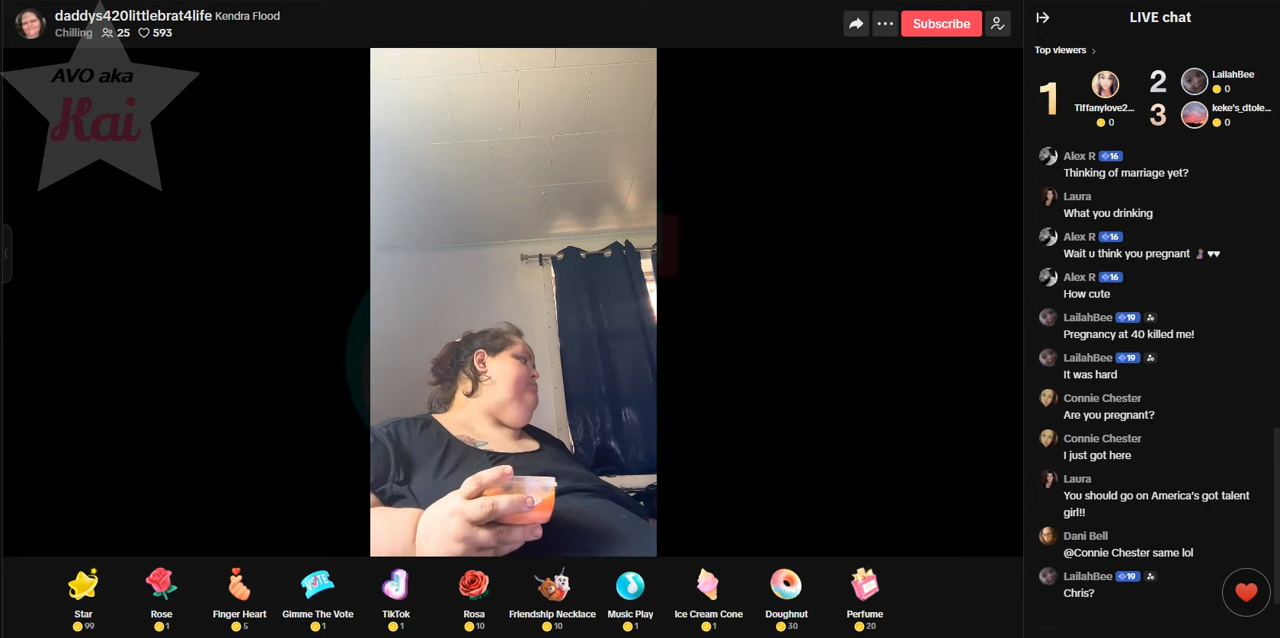 daddys420littlebrat4life Kendra Flood
Chilling 25 593
Subscribe
AVO aka
Kai
LIVE chat
Top viewers
1 Tiffanylove2... 0
2 LailahBee 0
3 keke's_dtole... 0
Alex R 16
Thinking of marriage yet?
Laura
What you drinking
Alex R 16
Wait u think you pregnant 🤰🏾 ♥♥
Alex R 16
How cute
LailahBee 19
Pregnancy at 40 killed me!
LailahBee 19
It was hard
Connie Chester
Are you pregnant?
Connie Chester
I just got here
Laura
You should go on America's got talent
girl!!
Dani Bell
@Connie Chester same lol
LailahBee 19
Chris?
Star Rose Finger Heart Gimme The Vote TikTok Rosa Friendship Necklace Music Play Ice Cream Cone Doughnut Perfume
99 1 5 1 1 10 10 1 1 30 20